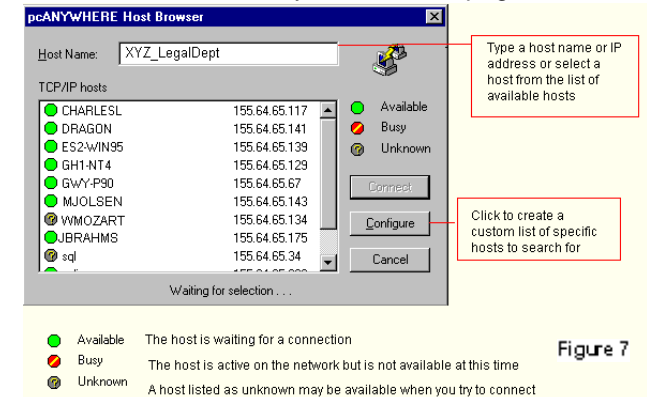 pcANYWHERE Host Browser
Host Name: XYZ_LegalDept
TCP/IP hosts
CHARLESL 155.64.65.117
DRAGON 155.64.65.141
ES2-WIN95 155.64.65.139
GH1-NT4 155.64.65.129
GWY-P90 155.64.65.67
MJOLSEN 155.64.65.143
WMOZART 155.64.65.134
JBRAHMS 155.64.65.175
sql 155.64.65.34
Available
Busy
Unknown
Connect
Configure
Cancel
Waiting for selection . . .
Type a host name or IP
address or select a
host from the list of
available hosts
Click to create a
custom list of specific
hosts to search for
Available The host is waiting for a connection
Busy The host is active on the network but is not available at this time
Unknown A host listed as unknown may be available when you try to connect
Figure 7